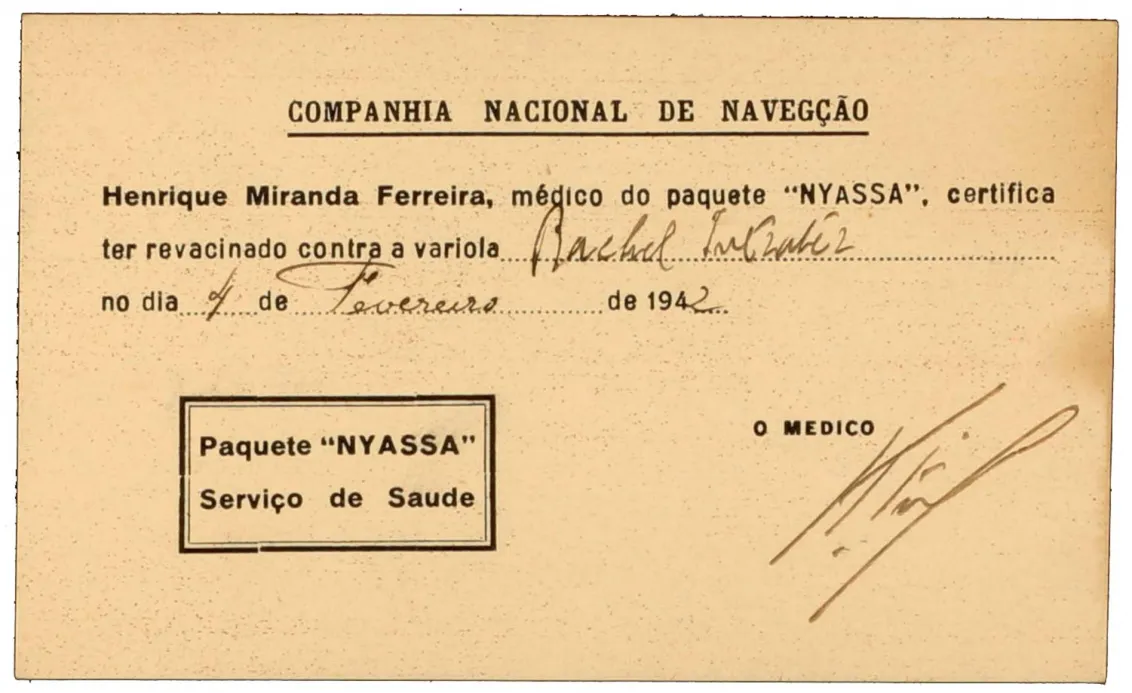 COMPANHIA NACIONAL DE NAVEGÇÃO
Henrique Miranda Ferreira, médico do paquete “NYASSA”, certifica
ter revacinado contra a variola Rachel
no dia 4 de Fevereiro de 1942
O MEDICO
Paquete “NYASSA”
Serviço de Saude